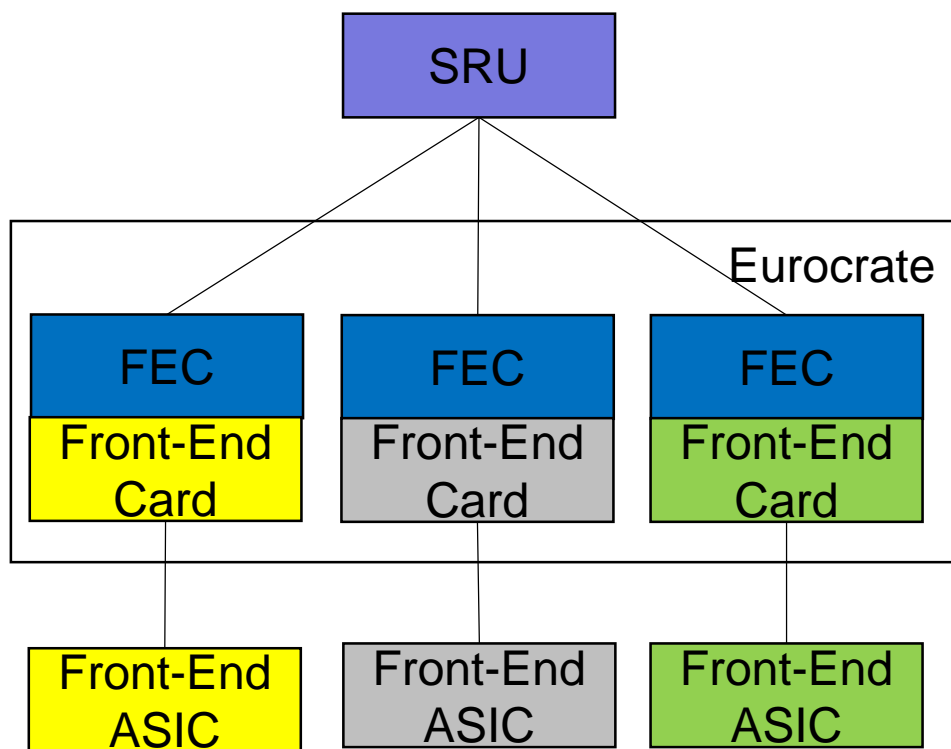 SRU
Eurocrate
FEC
FEC
FEC
Front-End
Card
Front-End
Card
Front-End
Card
Front-End
ASIC
Front-End
ASIC
Front-End
ASIC